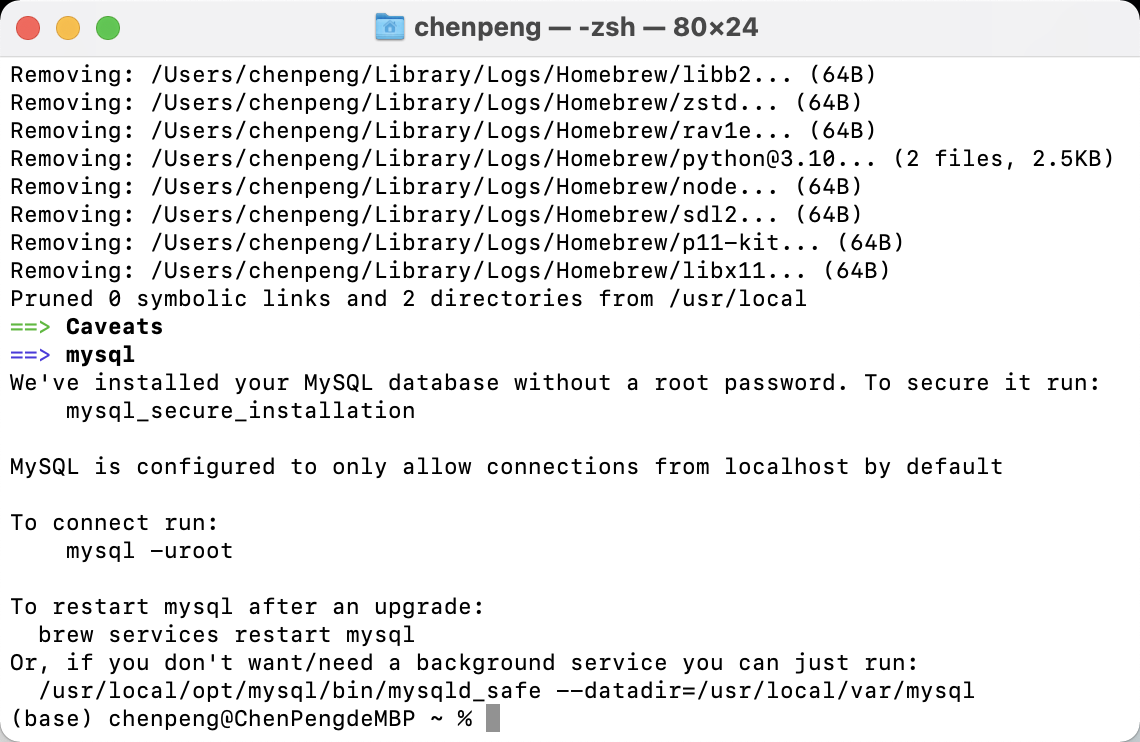 chenpeng — -zsh — 80×24
Removing: /Users/chenpeng/Library/Logs/Homebrew/libb2... (64B)
Removing: /Users/chenpeng/Library/Logs/Homebrew/zstd... (64B)
Removing: /Users/chenpeng/Library/Logs/Homebrew/rav1e... (64B)
Removing: /Users/chenpeng/Library/Logs/Homebrew/python@3.10... (2 files, 2.5KB)
Removing: /Users/chenpeng/Library/Logs/Homebrew/node... (64B)
Removing: /Users/chenpeng/Library/Logs/Homebrew/sdl2... (64B)
Removing: /Users/chenpeng/Library/Logs/Homebrew/p11-kit... (64B)
Removing: /Users/chenpeng/Library/Logs/Homebrew/libx11... (64B)
Pruned 0 symbolic links and 2 directories from /usr/local
==> Caveats
==> mysql
We've installed your MySQL database without a root password. To secure it run:
    mysql_secure_installation

MySQL is configured to only allow connections from localhost by default

To connect run:
    mysql -uroot

To restart mysql after an upgrade:
  brew services restart mysql
Or, if you don't want/need a background service you can just run:
  /usr/local/opt/mysql/bin/mysqld_safe --datadir=/usr/local/var/mysql
(base) chenpeng@ChenPengdeMBP ~ %